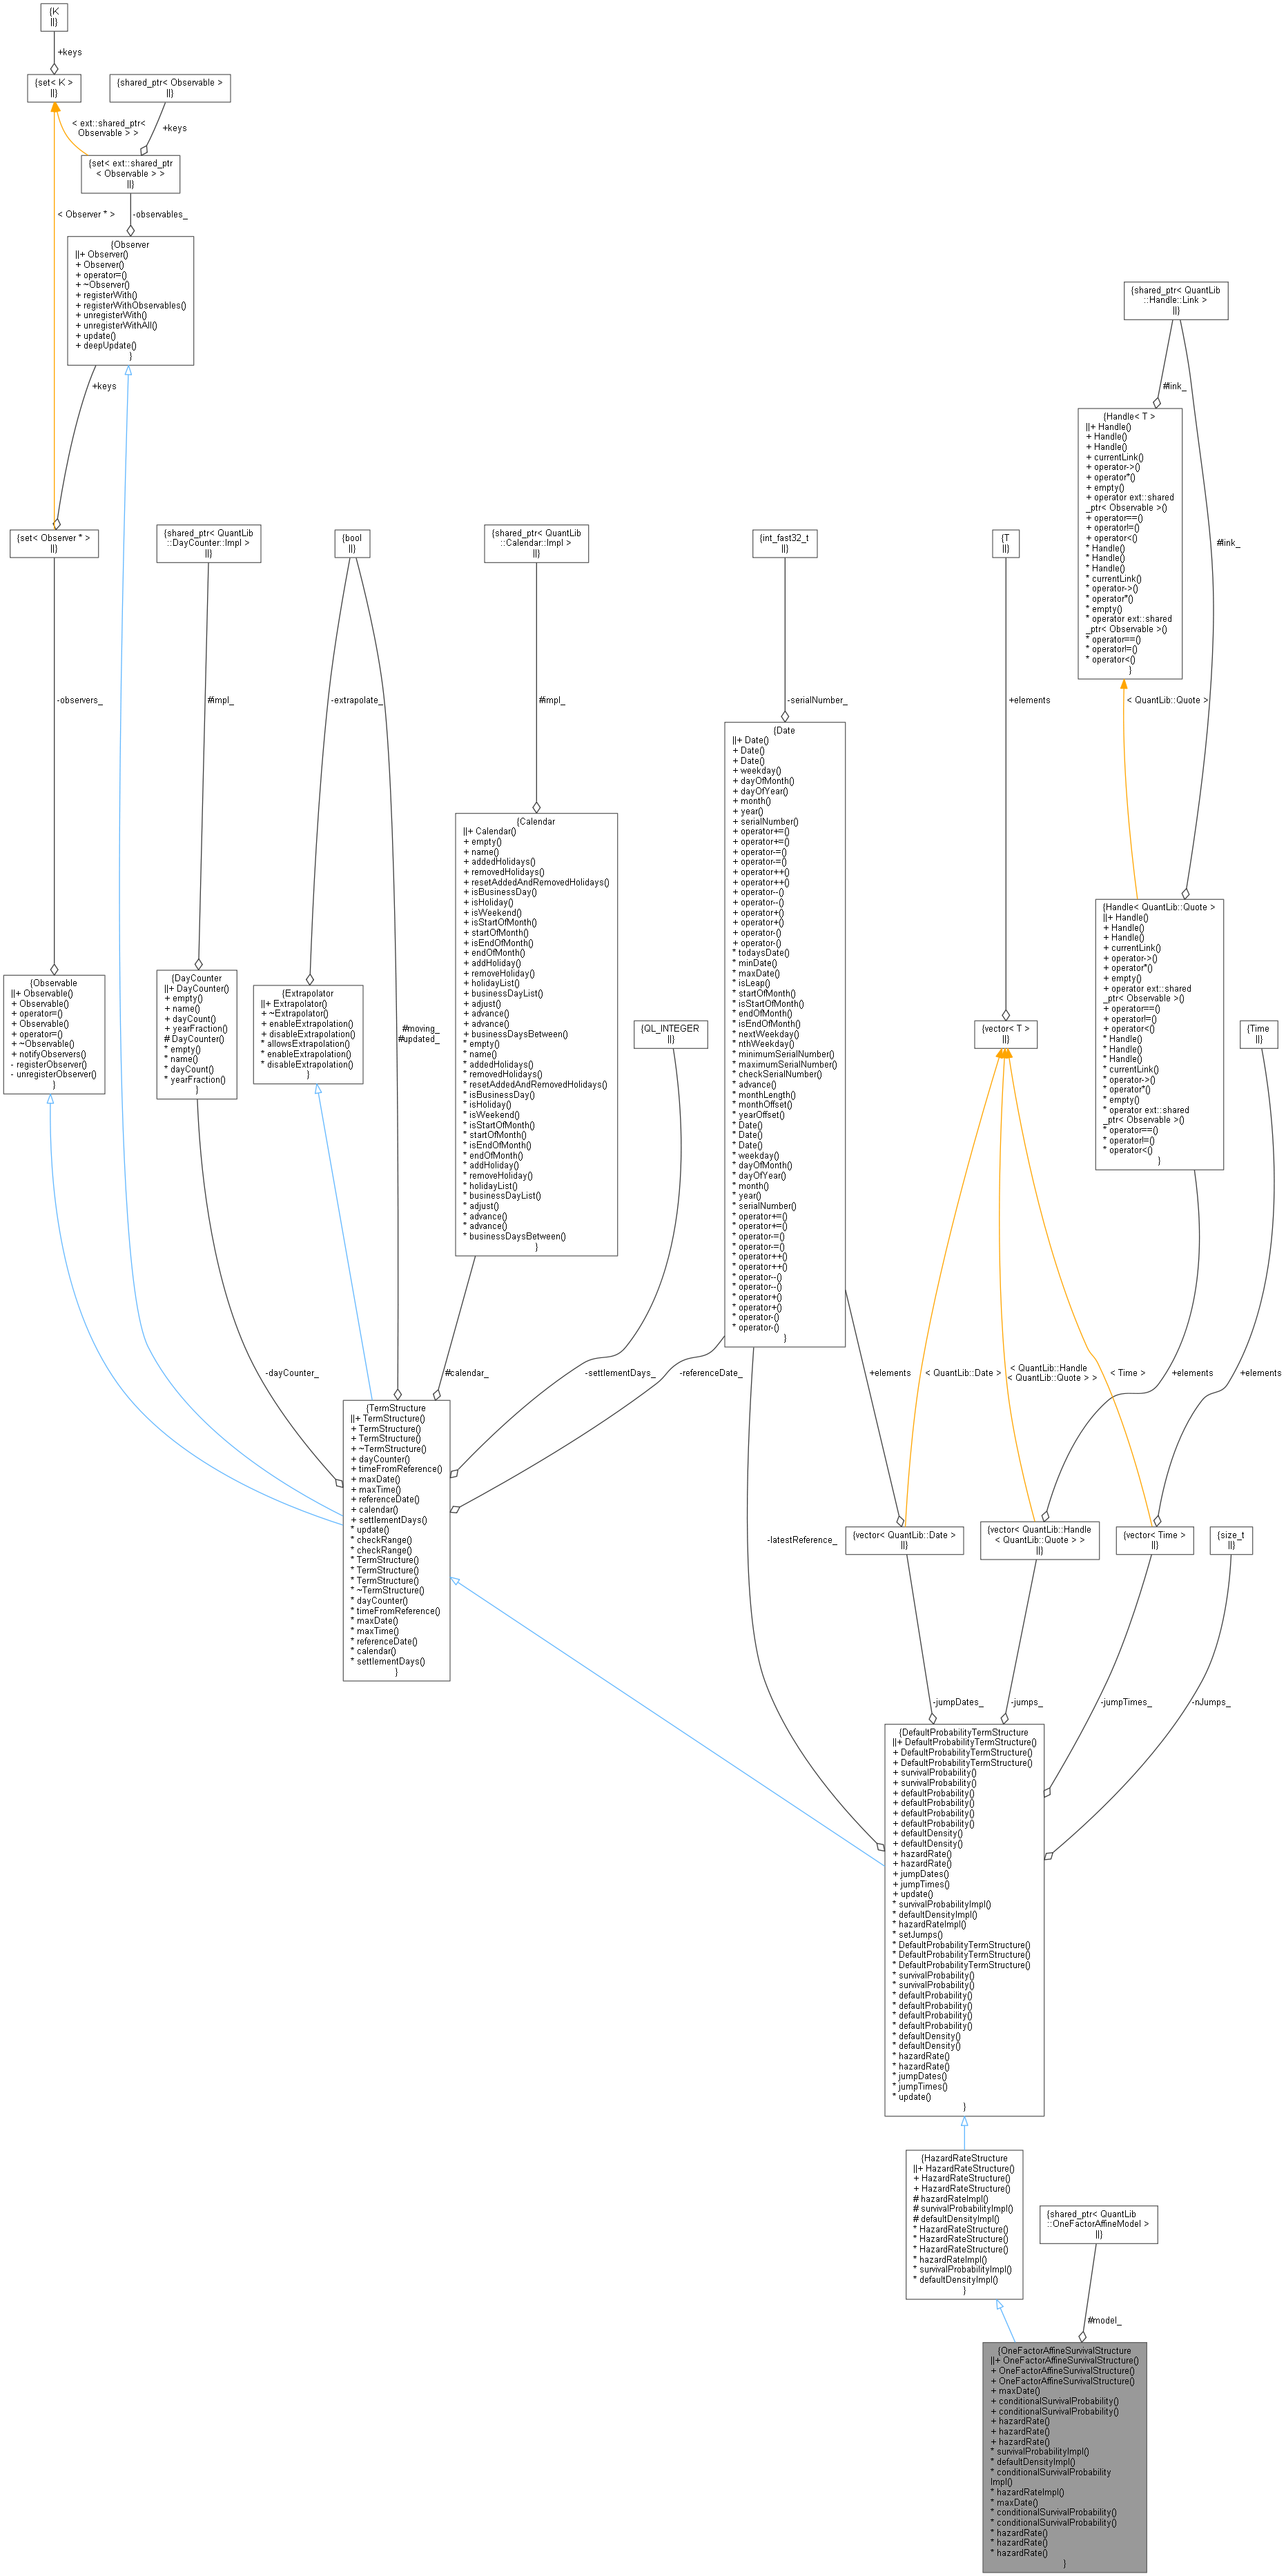 {K
||}
+keys
{set< K >
||}
{shared_ptr< Observable >
||}
< ext::shared_ptr<
Observable > >
+keys
{set< ext::shared_ptr
< Observable > >
||}
< Observer * >
-observables_
{Observer
||+ Observer()
+ Observer()
+ operator=()
+ ~Observer()
+ registerWith()
+ registerWithObservables()
+ unregisterWith()
+ unregisterWithAll()
+ update()
+ deepUpdate()
}
+keys
{shared_ptr< QuantLib
::Handle::Link >
||}
#link_
{Handle< T >
||+ Handle()
+ Handle()
+ Handle()
+ currentLink()
+ operator->()
+ operator*()
+ empty()
+ operator ext::shared
_ptr< Observable >()
+ operator==()
+ operator!=()
+ operator<()
* Handle()
* Handle()
* Handle()
* currentLink()
* operator->()
* operator*()
* empty()
* operator ext::shared
_ptr< Observable >()
* operator==()
* operator!=()
* operator<()
}
#link_
{set< Observer * >
||}
{shared_ptr< QuantLib
::DayCounter::Impl >
||}
{bool
||}
{shared_ptr< QuantLib
::Calendar::Impl >
||}
{int_fast32_t
||}
{T
||}
-observers_
#impl_
-extrapolate_
#impl_
-serialNumber_
+elements
< QuantLib::Quote >
{Date
||+ Date()
+ Date()
+ Date()
+ weekday()
+ dayOfMonth()
+ dayOfYear()
+ month()
+ year()
+ serialNumber()
+ operator+=()
+ operator+=()
+ operator-=()
+ operator-=()
+ operator++()
+ operator++()
+ operator--()
+ operator--()
+ operator+()
+ operator+()
+ operator-()
+ operator-()
* todaysDate()
* minDate()
* maxDate()
* isLeap()
* startOfMonth()
* isStartOfMonth()
* endOfMonth()
* isEndOfMonth()
* nextWeekday()
* nthWeekday()
* minimumSerialNumber()
* maximumSerialNumber()
* checkSerialNumber()
* advance()
* monthLength()
* monthOffset()
* yearOffset()
* Date()
* Date()
* Date()
* weekday()
* dayOfMonth()
* dayOfYear()
* month()
* year()
* serialNumber()
* operator+=()
* operator+=()
* operator-=()
* operator-=()
* operator++()
* operator++()
* operator--()
* operator--()
* operator+()
* operator+()
* operator-()
* operator-()
}
{Calendar
||+ Calendar()
+ empty()
+ name()
+ addedHolidays()
+ removedHolidays()
+ resetAddedAndRemovedHolidays()
+ isBusinessDay()
+ isHoliday()
+ isWeekend()
+ isStartOfMonth()
+ startOfMonth()
+ isEndOfMonth()
+ endOfMonth()
+ addHoliday()
+ removeHoliday()
+ holidayList()
+ businessDayList()
+ adjust()
+ advance()
+ advance()
+ businessDaysBetween()
* empty()
* name()
* addedHolidays()
* removedHolidays()
* resetAddedAndRemovedHolidays()
* isBusinessDay()
* isHoliday()
* isWeekend()
* isStartOfMonth()
* startOfMonth()
* isEndOfMonth()
* endOfMonth()
* addHoliday()
* removeHoliday()
* holidayList()
* businessDayList()
* adjust()
* advance()
* advance()
* businessDaysBetween()
}
{Handle< QuantLib::Quote >
||+ Handle()
+ Handle()
+ Handle()
+ currentLink()
+ operator->()
+ operator*()
+ empty()
+ operator ext::shared
_ptr< Observable >()
+ operator==()
+ operator!=()
+ operator<()
* Handle()
* Handle()
* Handle()
* currentLink()
* operator->()
* operator*()
* empty()
* operator ext::shared
_ptr< Observable >()
* operator==()
* operator!=()
* operator<()
}
{Observable
||+ Observable()
+ Observable()
+ operator=()
+ Observable()
+ operator=()
+ ~Observable()
+ notifyObservers()
- registerObserver()
- unregisterObserver()
}
{DayCounter
||+ DayCounter()
+ empty()
+ name()
+ dayCount()
+ yearFraction()
# DayCounter()
* empty()
* name()
* dayCount()
* yearFraction()
}
{Extrapolator
||+ Extrapolator()
+ ~Extrapolator()
+ enableExtrapolation()
+ disableExtrapolation()
* allowsExtrapolation()
* enableExtrapolation()
* disableExtrapolation()
}
#moving_
#updated_
{QL_INTEGER
||}
{vector< T >
||}
{Time
||}
-dayCounter_
#calendar_
-settlementDays_
-referenceDate_
+elements
< QuantLib::Date >
< QuantLib::Handle
< QuantLib::Quote > >
< Time >
+elements
+elements
{TermStructure
||+ TermStructure()
+ TermStructure()
+ TermStructure()
+ ~TermStructure()
+ dayCounter()
+ timeFromReference()
+ maxDate()
+ maxTime()
+ referenceDate()
+ calendar()
+ settlementDays()
* update()
* checkRange()
* checkRange()
* TermStructure()
* TermStructure()
* TermStructure()
* ~TermStructure()
* dayCounter()
* timeFromReference()
* maxDate()
* maxTime()
* referenceDate()
* calendar()
* settlementDays()
}
-latestReference_
{vector< QuantLib::Date >
||}
{vector< QuantLib::Handle
< QuantLib::Quote > >
||}
{vector< Time >
||}
{size_t
||}
-jumpDates_
-jumps_
-jumpTimes_
-nJumps_
{DefaultProbabilityTermStructure
||+ DefaultProbabilityTermStructure()
+ DefaultProbabilityTermStructure()
+ DefaultProbabilityTermStructure()
+ survivalProbability()
+ survivalProbability()
+ defaultProbability()
+ defaultProbability()
+ defaultProbability()
+ defaultProbability()
+ defaultDensity()
+ defaultDensity()
+ hazardRate()
+ hazardRate()
+ jumpDates()
+ jumpTimes()
+ update()
* survivalProbabilityImpl()
* defaultDensityImpl()
* hazardRateImpl()
* setJumps()
* DefaultProbabilityTermStructure()
* DefaultProbabilityTermStructure()
* DefaultProbabilityTermStructure()
* survivalProbability()
* survivalProbability()
* defaultProbability()
* defaultProbability()
* defaultProbability()
* defaultProbability()
* defaultDensity()
* defaultDensity()
* hazardRate()
* hazardRate()
* jumpDates()
* jumpTimes()
* update()
}
{HazardRateStructure
||+ HazardRateStructure()
+ HazardRateStructure()
+ HazardRateStructure()
# hazardRateImpl()
# survivalProbabilityImpl()
# defaultDensityImpl()
* HazardRateStructure()
* HazardRateStructure()
* HazardRateStructure()
* hazardRateImpl()
* survivalProbabilityImpl()
* defaultDensityImpl()
}
{shared_ptr< QuantLib
::OneFactorAffineModel >
||}
#model_
{OneFactorAffineSurvivalStructure
||+ OneFactorAffineSurvivalStructure()
+ OneFactorAffineSurvivalStructure()
+ OneFactorAffineSurvivalStructure()
+ maxDate()
+ conditionalSurvivalProbability()
+ conditionalSurvivalProbability()
+ hazardRate()
+ hazardRate()
+ hazardRate()
* survivalProbabilityImpl()
* defaultDensityImpl()
* conditionalSurvivalProbability
Impl()
* hazardRateImpl()
* maxDate()
* conditionalSurvivalProbability()
* conditionalSurvivalProbability()
* hazardRate()
* hazardRate()
* hazardRate()
}